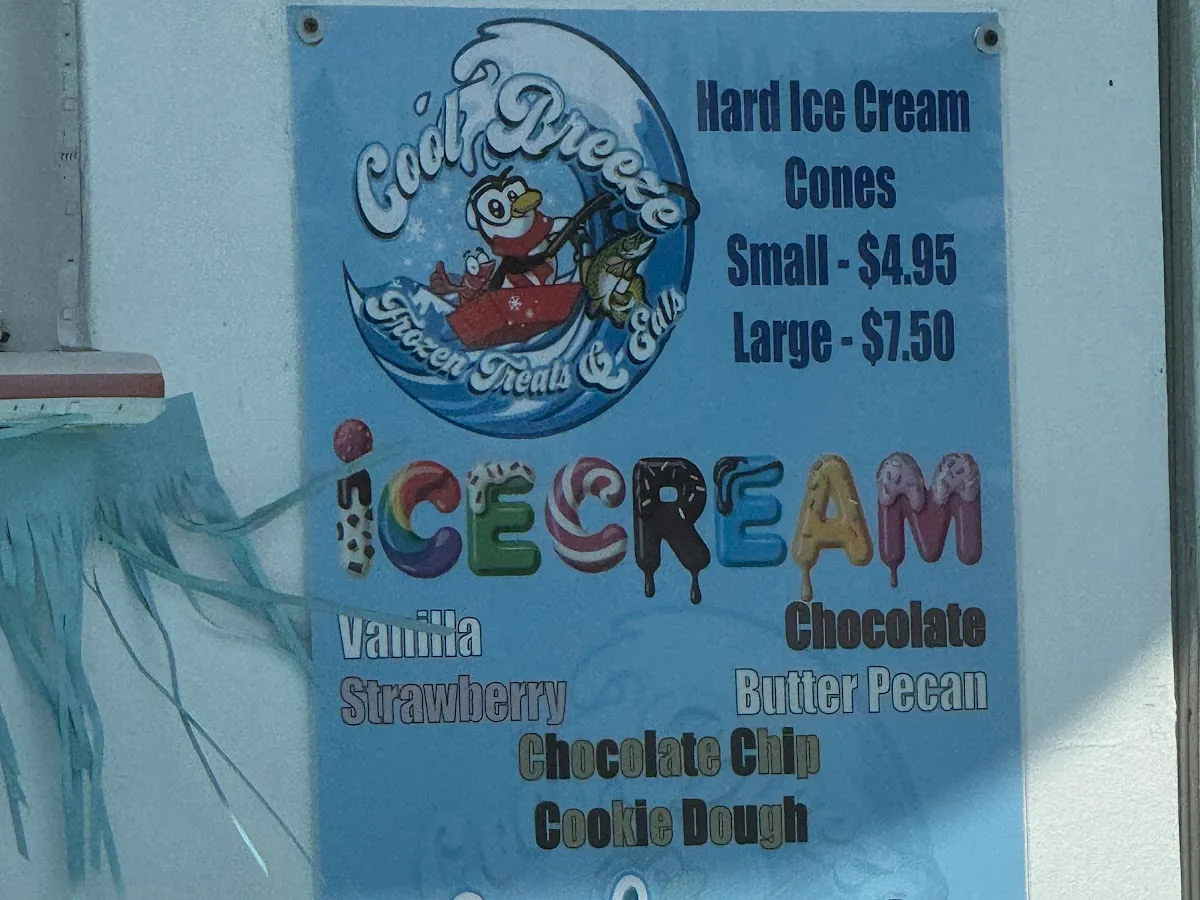 Cool Breeze
Frozen Treats & Eats
Hard Ice Cream
Cones
Small - $4.95
Large - $7.50
iCECREAM
Vanilla
Chocolate
Strawberry
Butter Pecan
Chocolate Chip
Cookie Dough